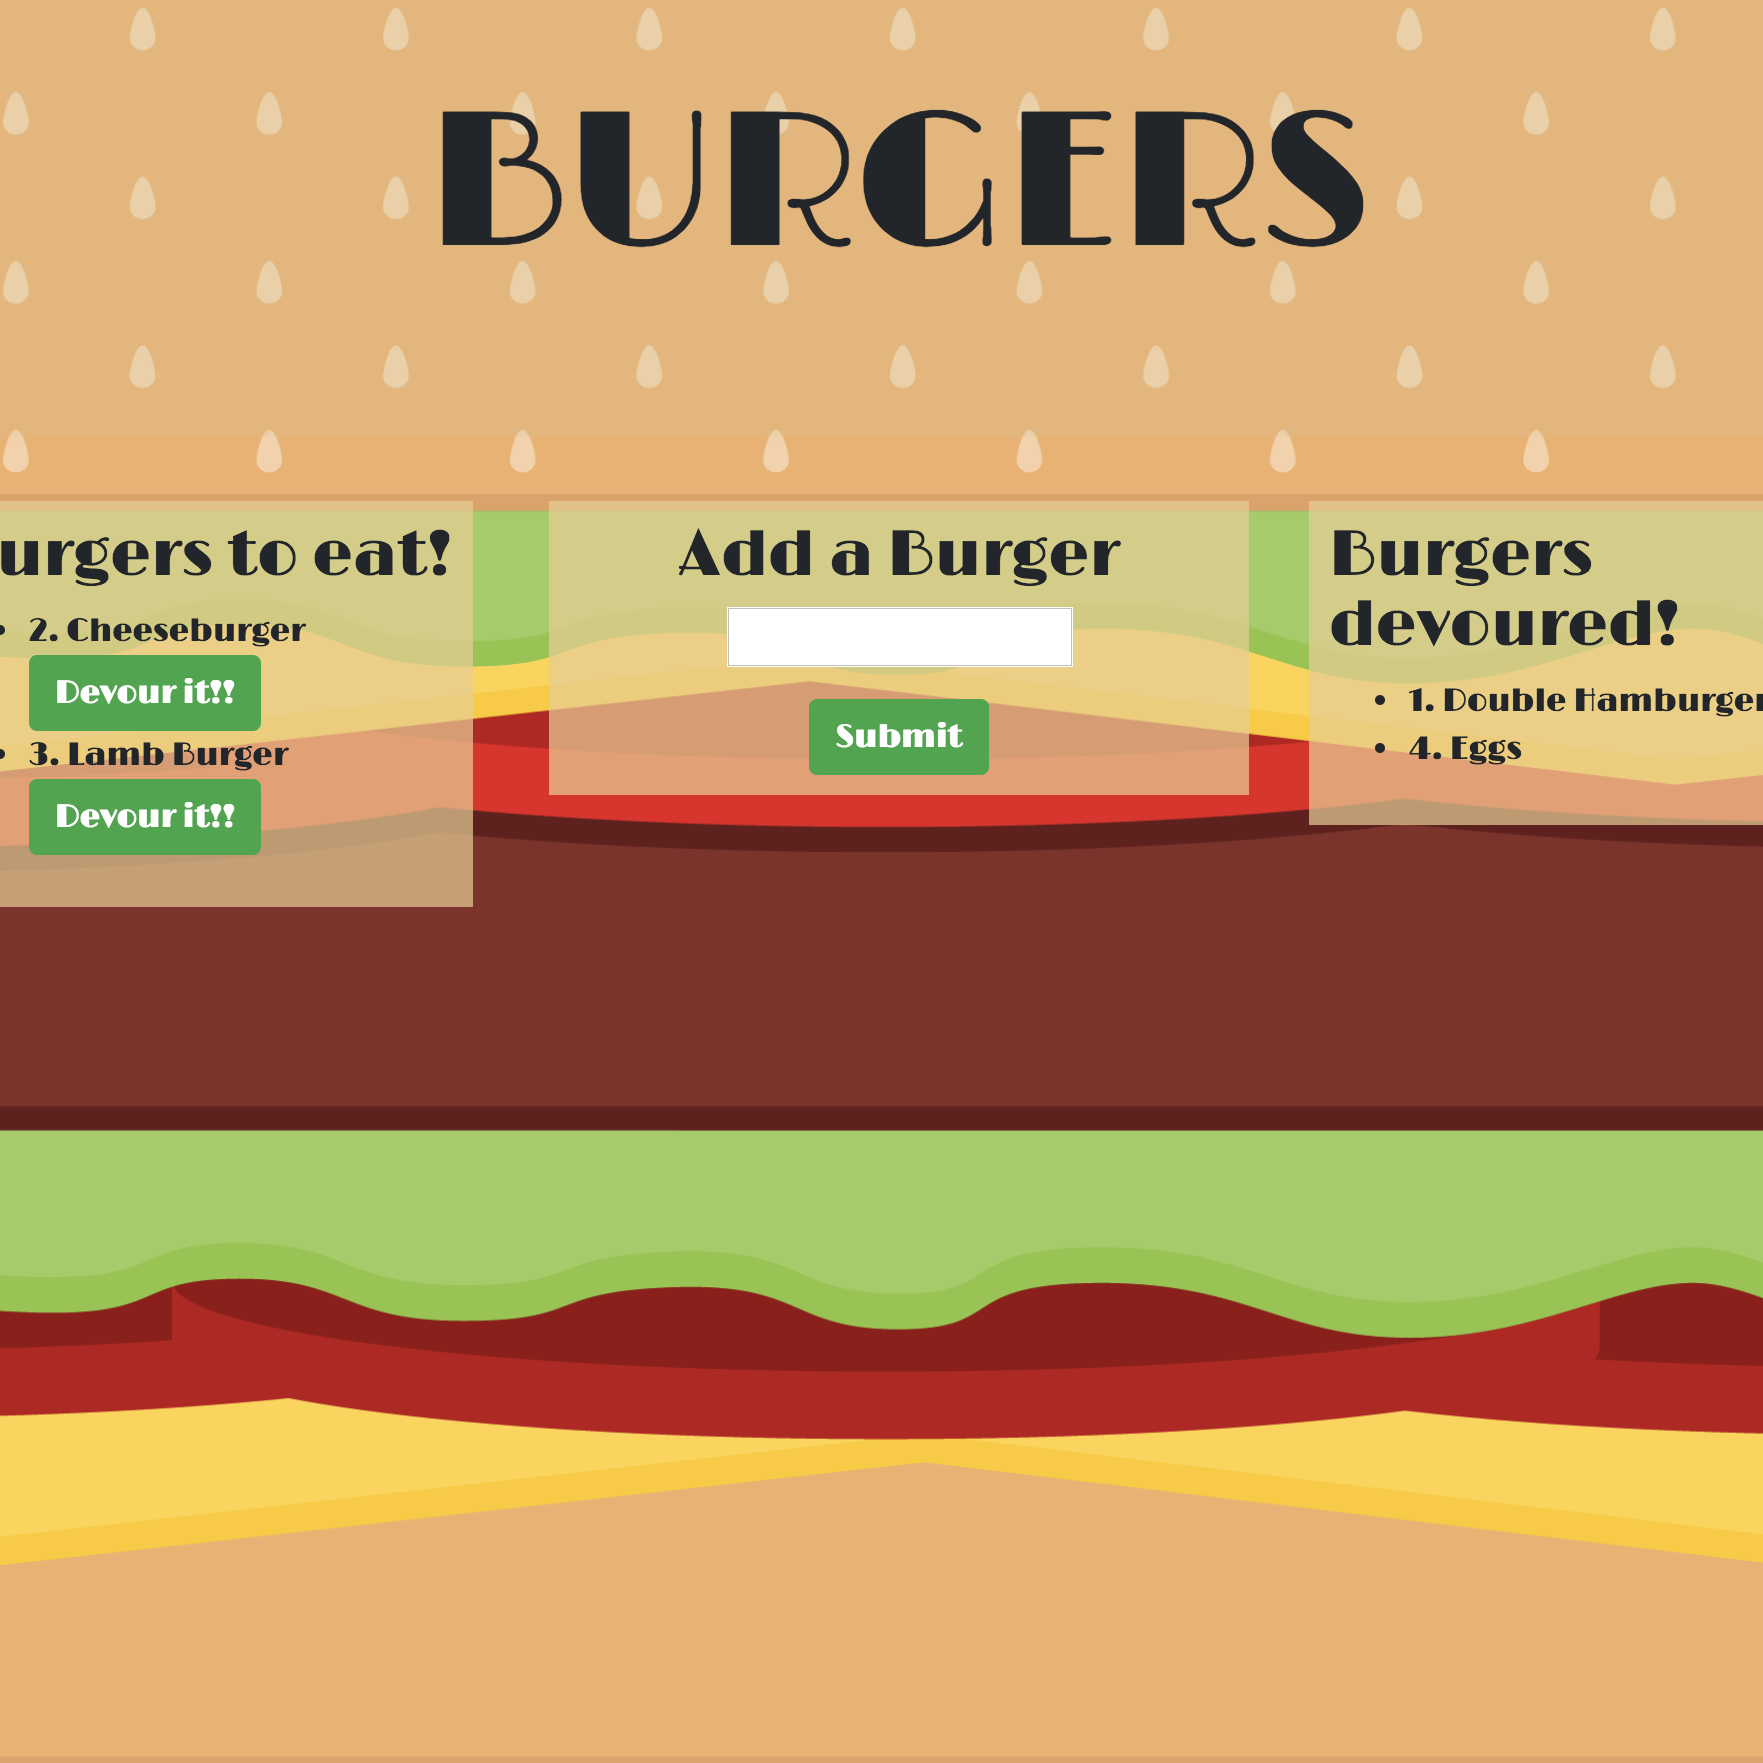 BURGERS
urgers to eat!
2. Cheeseburger
Devour it!!
3. Lamb Burger
Devour it!!
Add a Burger
Submit
Burgers
devoured!
1. Double Hamburger
4. Eggs